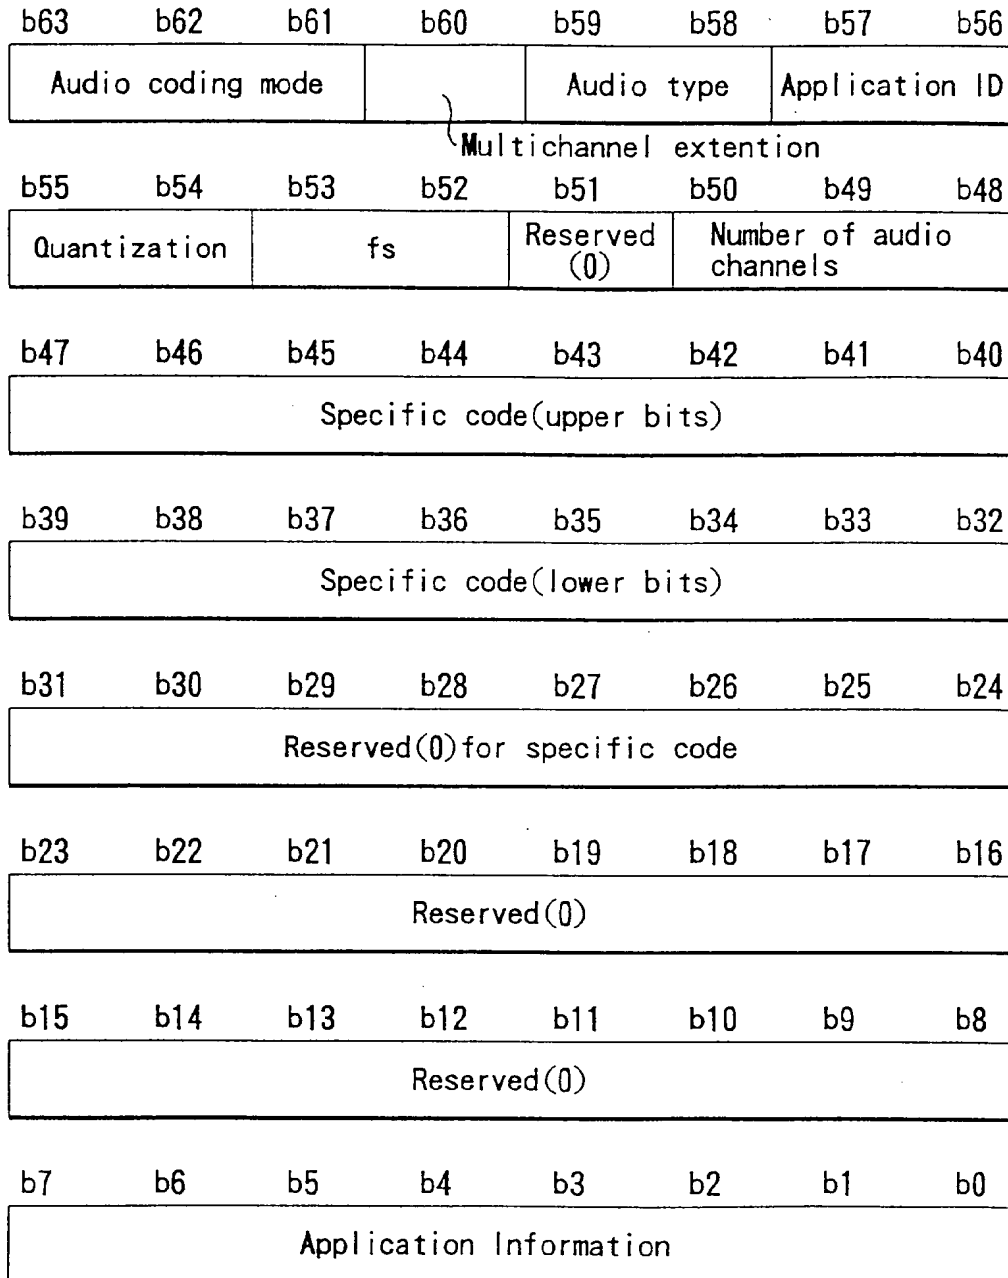 b63 b62 b61 b60 b59 b58 b57 b56
Audio coding mode Audio type Application ID
Multichannel extention
b55 b54 b53 b52 b51 b50 b49 b48
Quantization fs Reserved (0) Number of audio channels
b47 b46 b45 b44 b43 b42 b41 b40
Specific code(upper bits)
b39 b38 b37 b36 b35 b34 b33 b32
Specific code(lower bits)
b31 b30 b29 b28 b27 b26 b25 b24
Reserved(0)for specific code
b23 b22 b21 b20 b19 b18 b17 b16
Reserved(0)
b15 b14 b13 b12 b11 b10 b9 b8
Reserved(0)
b7 b6 b5 b4 b3 b2 b1 b0
Application Information